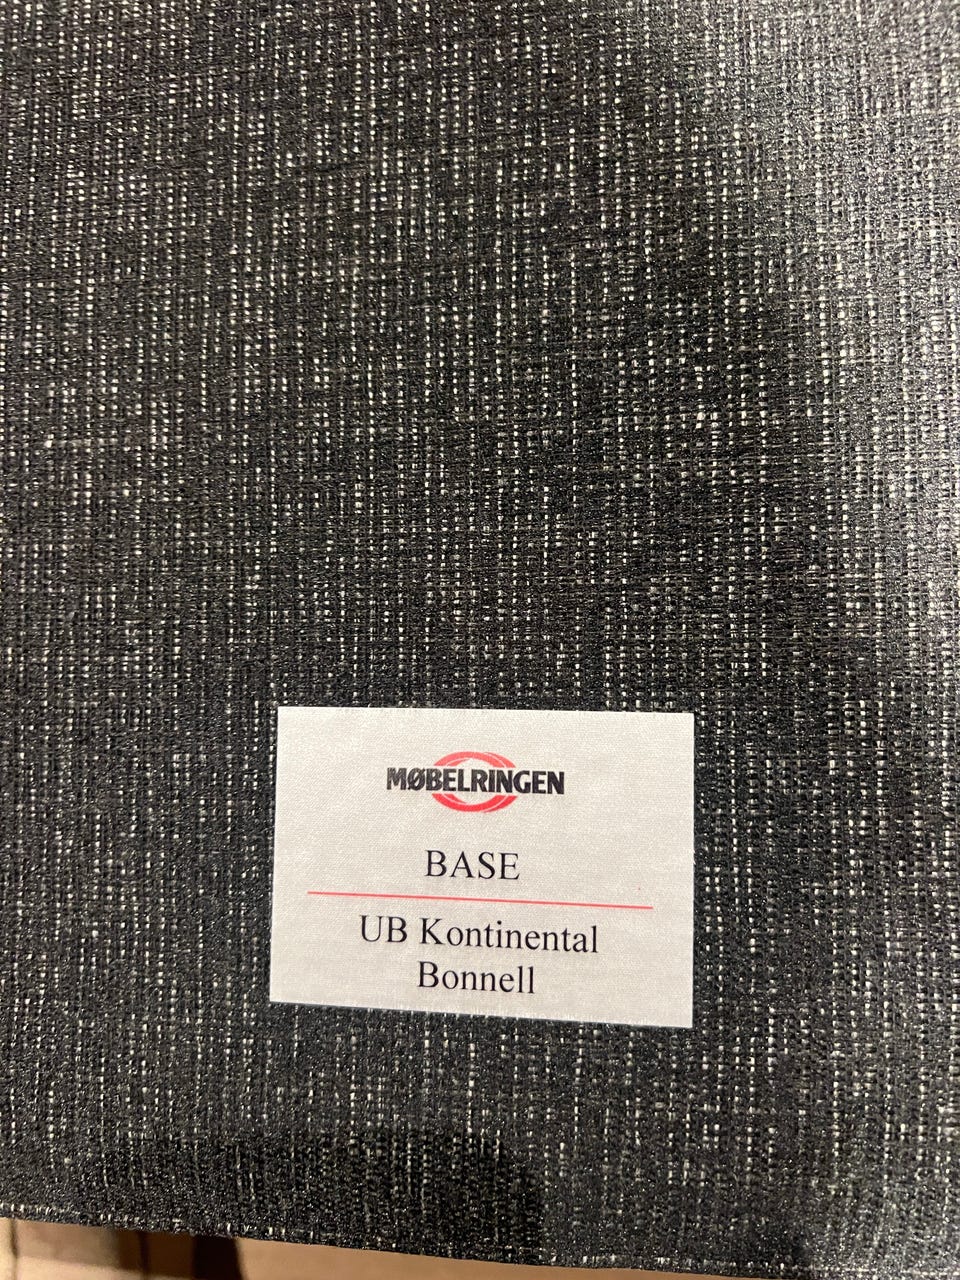 MØBELRINGEN
BASE
UB Kontinental
Bonnell